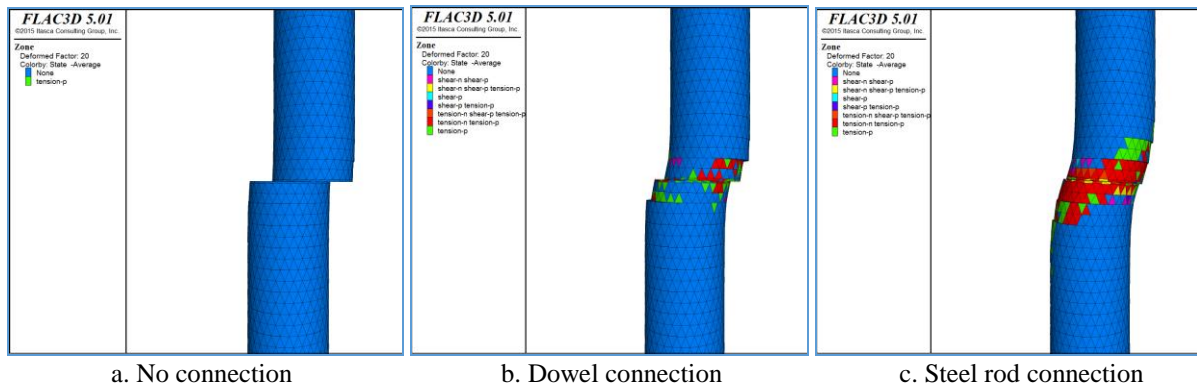 FLAC3D 5.01
©2015 Itasca Consulting Group, Inc.
Zone
Deformed Factor: 20
Colorby: State -Average
None
tension-p
FLAC3D 5.01
©2015 Itasca Consulting Group, Inc.
Zone
Deformed Factor: 20
Colorby: State -Average
None
shear-n shear-p
shear-n shear-p tension-p
shear-p
shear-p tension-p
tension-n shear-p tension-p
tension-n tension-p
tension-p
FLAC3D 5.01
©2015 Itasca Consulting Group, Inc.
Zone
Deformed Factor: 20
Colorby: State -Average
None
shear-n shear-p
shear-n shear-p tension-p
shear-p
shear-p tension-p
tension-n shear-p tension-p
tension-n tension-p
tension-p
a. No connection
b. Dowel connection
c. Steel rod connection